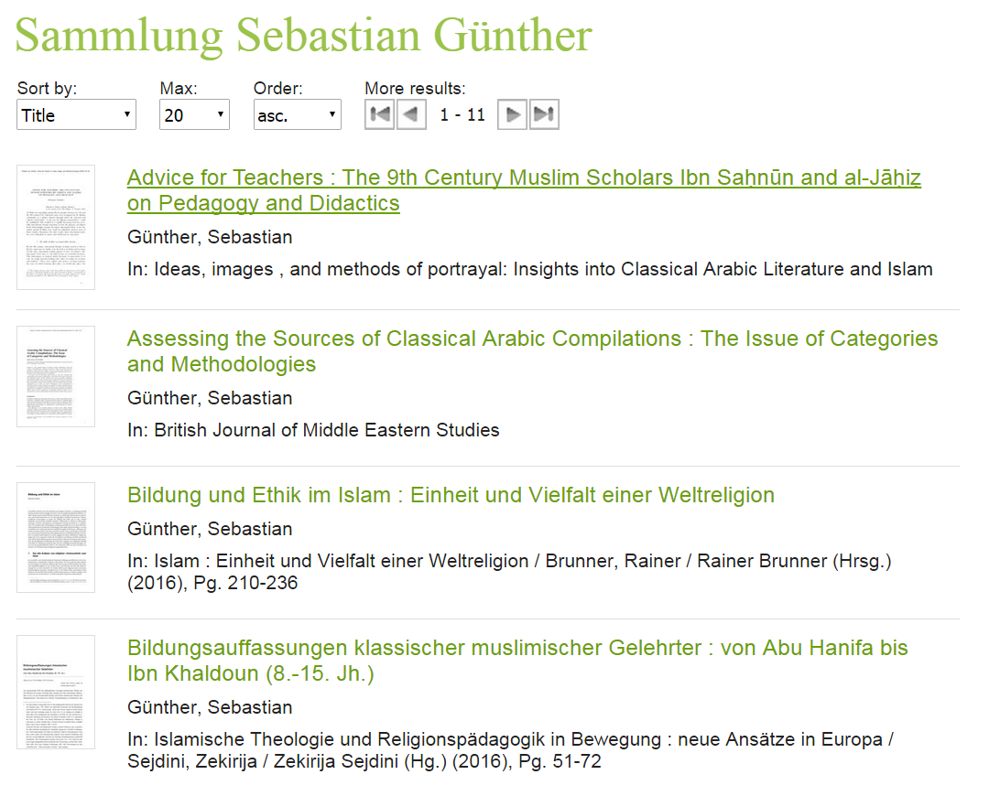 Sammlung Sebastian Günther
Sort by: Max: Order: More results:
Title 20 asc. 1 - 11
Advice for Teachers : The 9th Century Muslim Scholars Ibn Sahnūn and al-Jāḥiẓ
on Pedagogy and Didactics
Günther, Sebastian
In: Ideas, images , and methods of portrayal: Insights into Classical Arabic Literature and Islam
Assessing the Sources of Classical Arabic Compilations : The Issue of Categories
and Methodologies
Günther, Sebastian
In: British Journal of Middle Eastern Studies
Bildung und Ethik im Islam : Einheit und Vielfalt einer Weltreligion
Günther, Sebastian
In: Islam : Einheit und Vielfalt einer Weltreligion / Brunner, Rainer / Rainer Brunner (Hrsg.)
(2016), Pg. 210-236
Bildungsauffassungen klassischer muslimischer Gelehrter : von Abu Hanifa bis
Ibn Khaldoun (8.-15. Jh.)
Günther, Sebastian
In: Islamische Theologie und Religionspädagogik in Bewegung : neue Ansätze in Europa /
Sejdini, Zekirija / Zekirija Sejdini (Hg.) (2016), Pg. 51-72